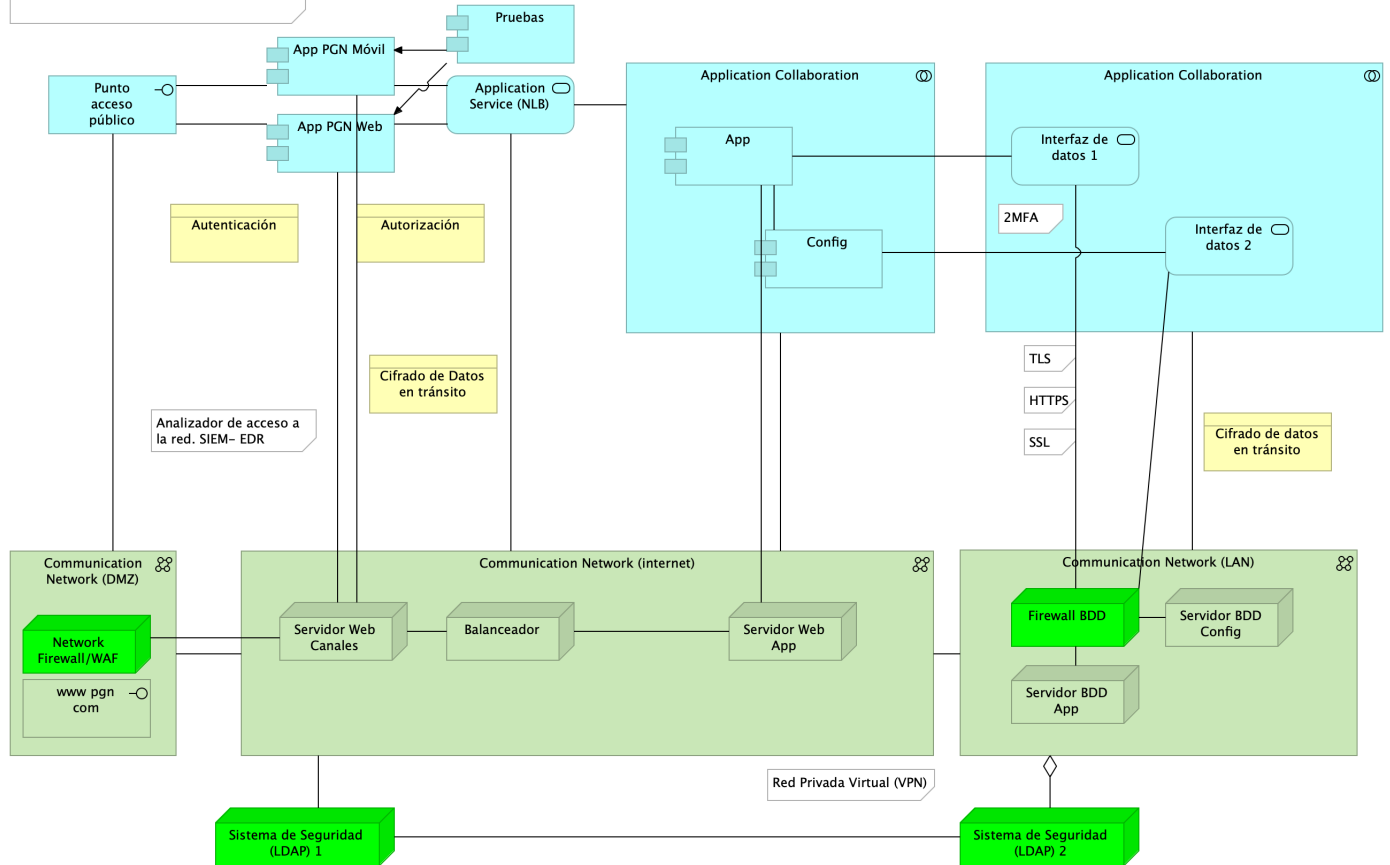 Pruebas
App PGN Móvil
Punto
acceso
público
Application
Service (NLB)
App PGN Web
Application Collaboration
App
Config
Application Collaboration
Interfaz de
datos 1
2MFA
Interfaz de
datos 2
Autenticación
Autorización
Cifrado de Datos
en tránsito
Analizador de acceso a
la red. SIEM- EDR
TLS
HTTPS
SSL
Cifrado de datos
en tránsito
Communication
Network (DMZ)
Network
Firewall/WAF
www pgn
com
Communication Network (internet)
Servidor Web
Canales
Balanceador
Servidor Web
App
Communication Network (LAN)
Firewall BDD
Servidor BDD
Config
Servidor BDD
App
Red Privada Virtual (VPN)
Sistema de Seguridad
(LDAP) 1
Sistema de Seguridad
(LDAP) 2